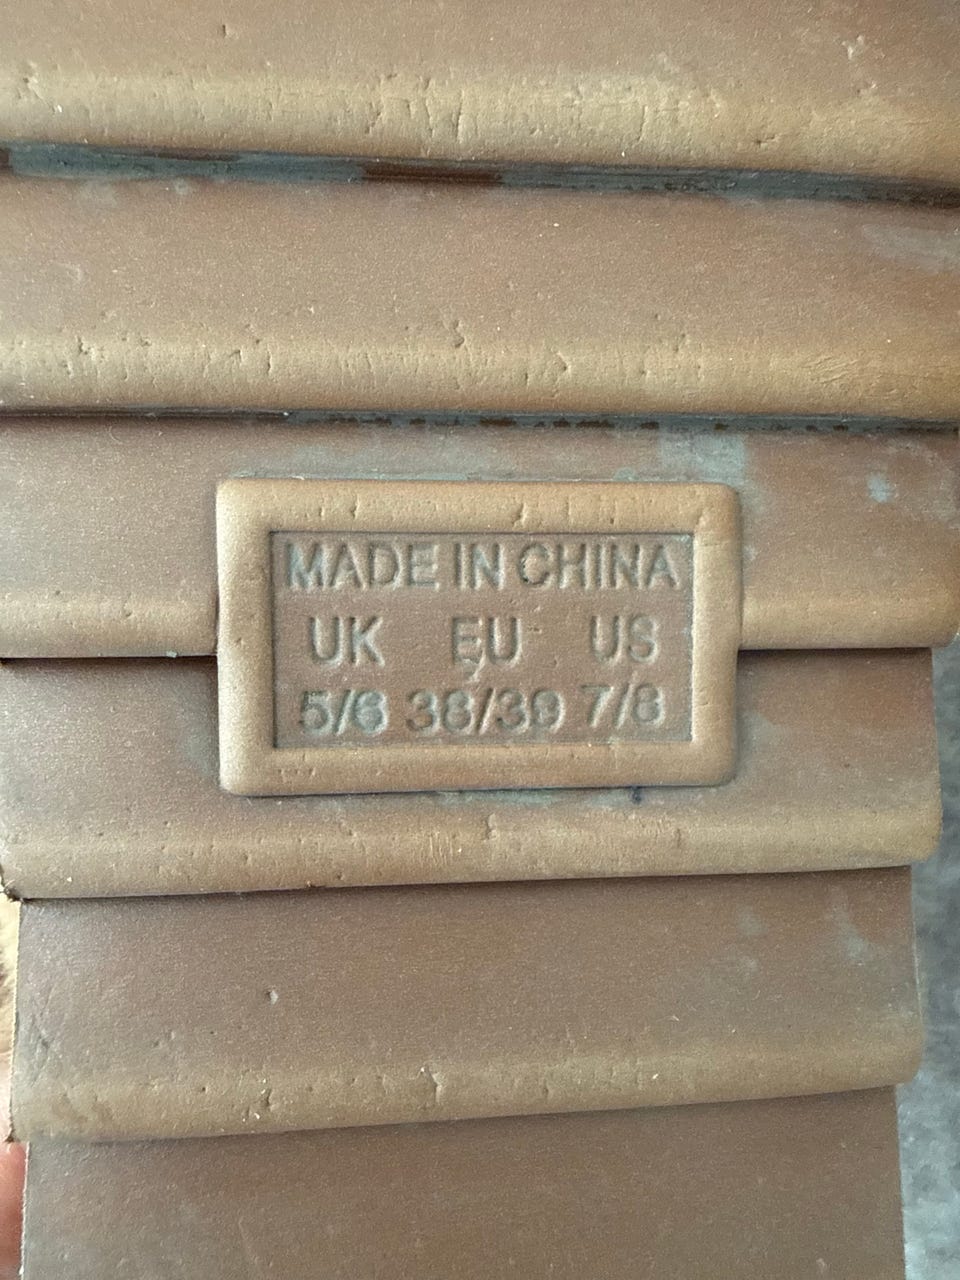 MADE IN CHINA
UK EU US
5/6 38/39 7/8